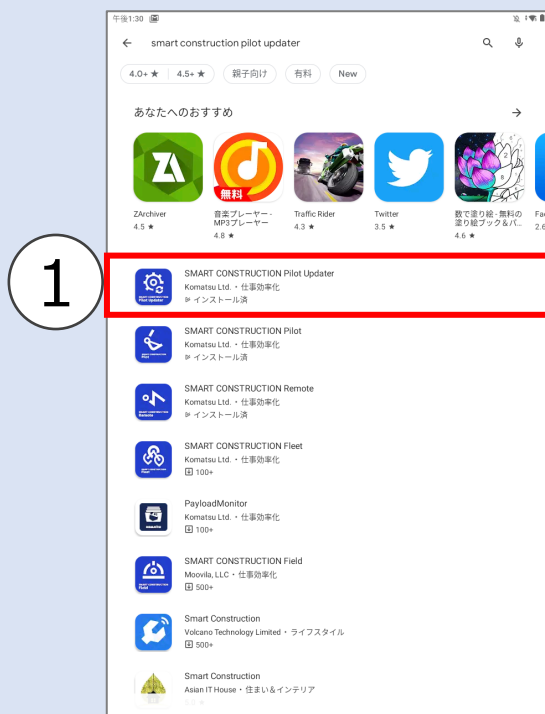 午後1:30
smart construction pilot updater
4.0+ ★ 4.5+ ★ 親子向け 有料 New
あなたへのおすすめ
無料
ZArchiver
4.5 ★
音楽プレーヤー -
MP3プレーヤー
4.8 ★
Traffic Rider
4.3 ★
Twitter
3.5 ★
数で塗り絵 - 無料の
塗り絵ブック＆パ...
4.6 ★
Fac
2.6
1
SMART CONSTRUCTION Pilot Updater
Komatsu Ltd.・仕事効率化
インストール済
SMART CONSTRUCTION Pilot
Komatsu Ltd.・仕事効率化
インストール済
SMART CONSTRUCTION Remote
Komatsu Ltd.・仕事効率化
インストール済
SMART CONSTRUCTION Fleet
Komatsu Ltd.・仕事効率化
100+
PayloadMonitor
Komatsu Ltd.・仕事効率化
100+
SMART CONSTRUCTION Field
Moovila, LLC・仕事効率化
500+
Smart Construction
Volcano Technology Limited・ライフスタイル
500+
Smart Construction
Asian IT House・住まい＆インテリア